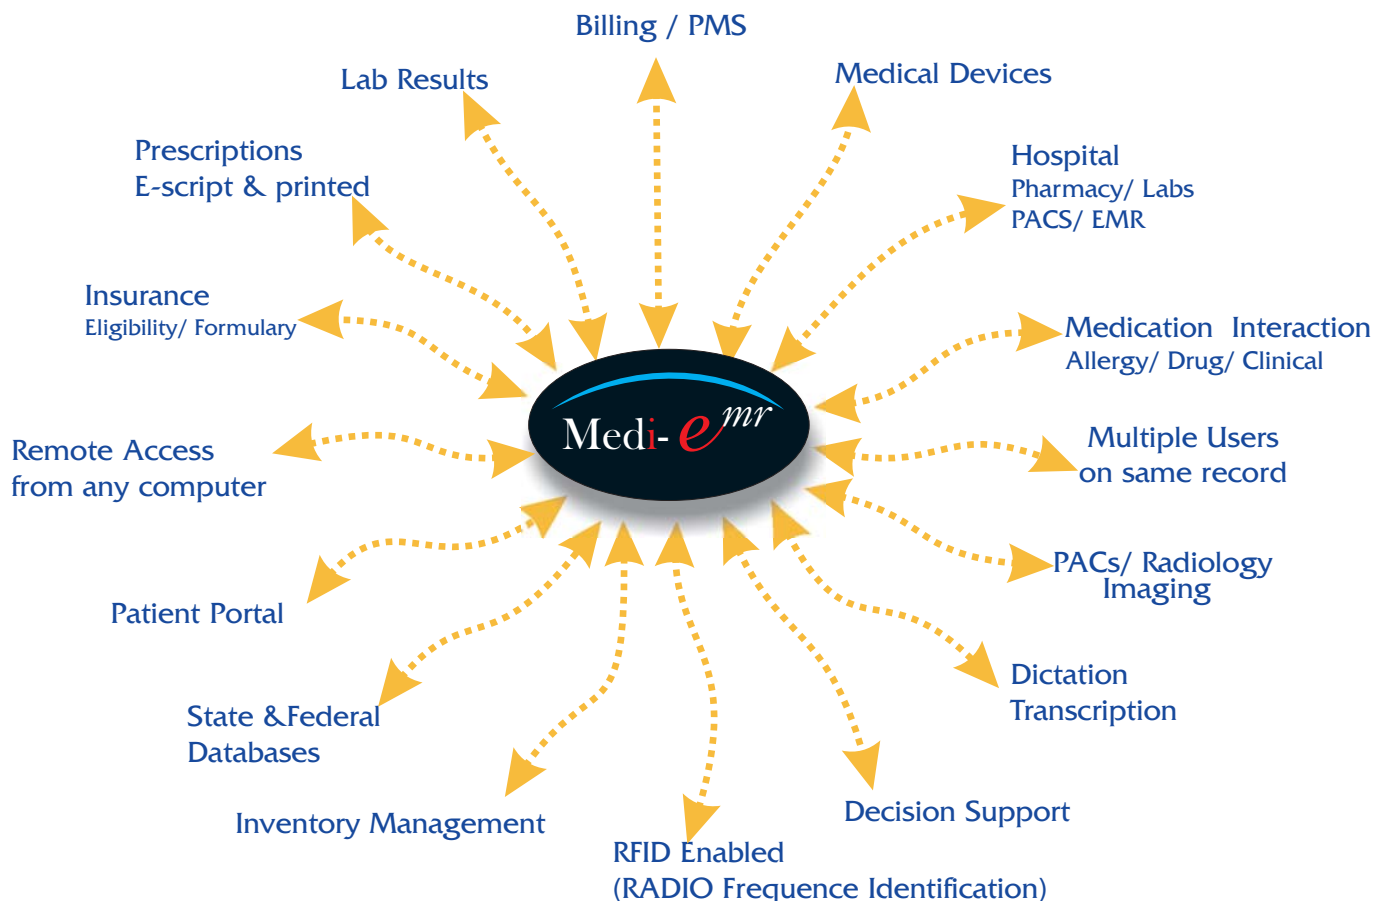 Billing / PMS
Lab Results
Medical Devices
Prescriptions
E-script & printed
Hospital
Pharmacy/ Labs
PACS/ EMR
Insurance
Eligibility/ Formulary
Medication Interaction
Allergy/ Drug/ Clinical
Medi-emr
Remote Access
from any computer
Multiple Users
on same record
PACs/ Radiology
Imaging
Patient Portal
Dictation
Transcription
State &Federal
Databases
Inventory Management
Decision Support
RFID Enabled
(RADIO Frequence Identification)